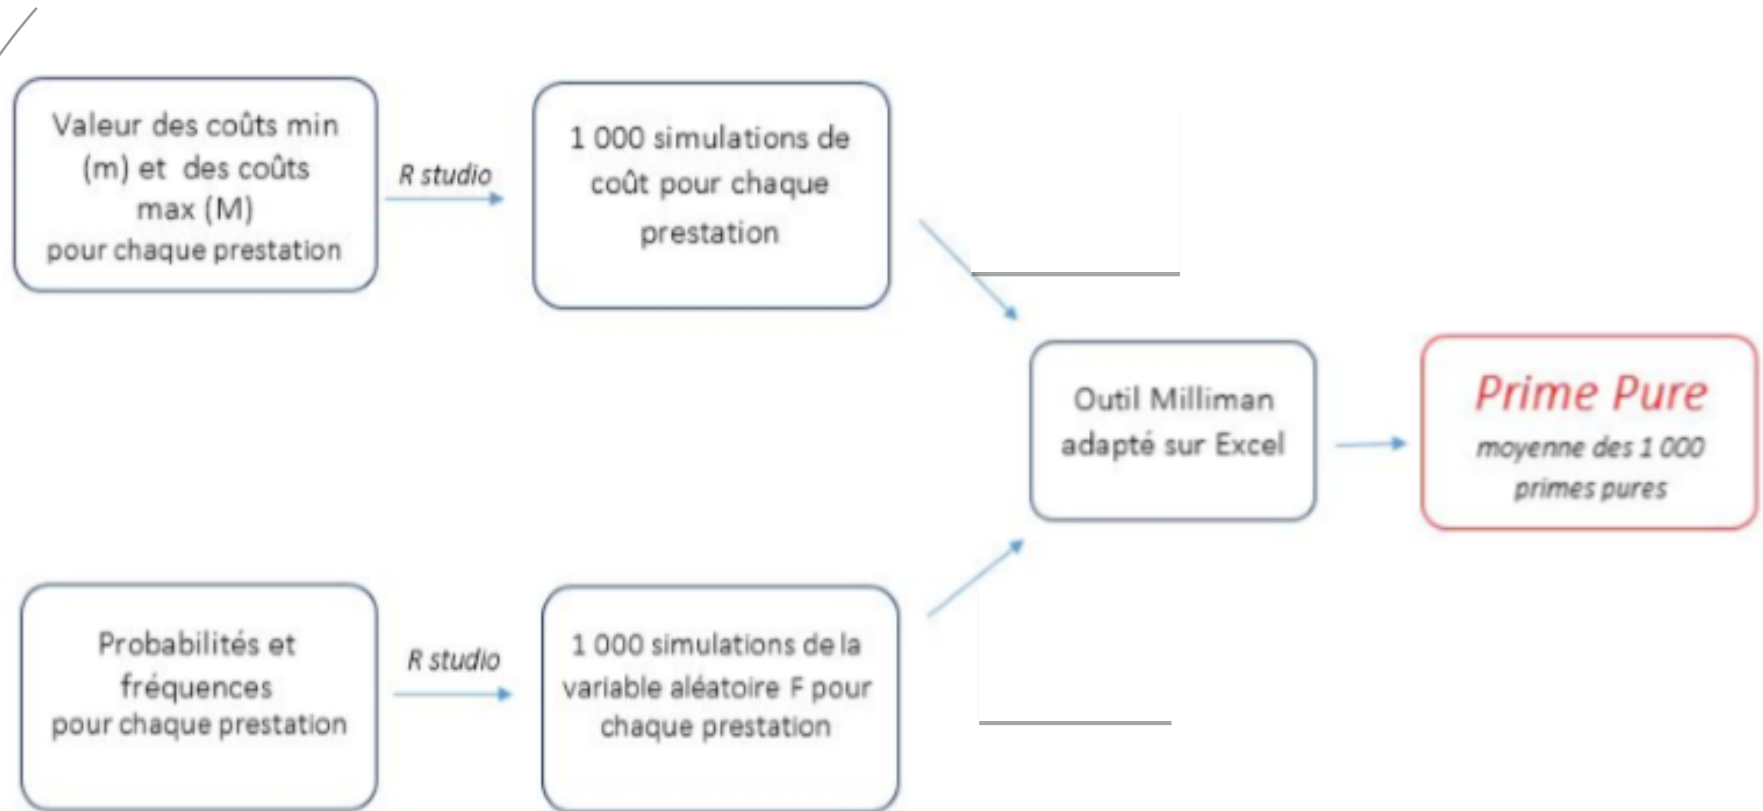 Valeur des coûts min
(m) et des coûts
max (M)
pour chaque prestation
R studio
1 000 simulations de
coût pour chaque
prestation
Outil Milliman
adapté sur Excel
Prime Pure
moyenne des 1 000
primes pures
Probabilités et
fréquences
pour chaque prestation
R studio
1 000 simulations de la
variable aléatoire F pour
chaque prestation